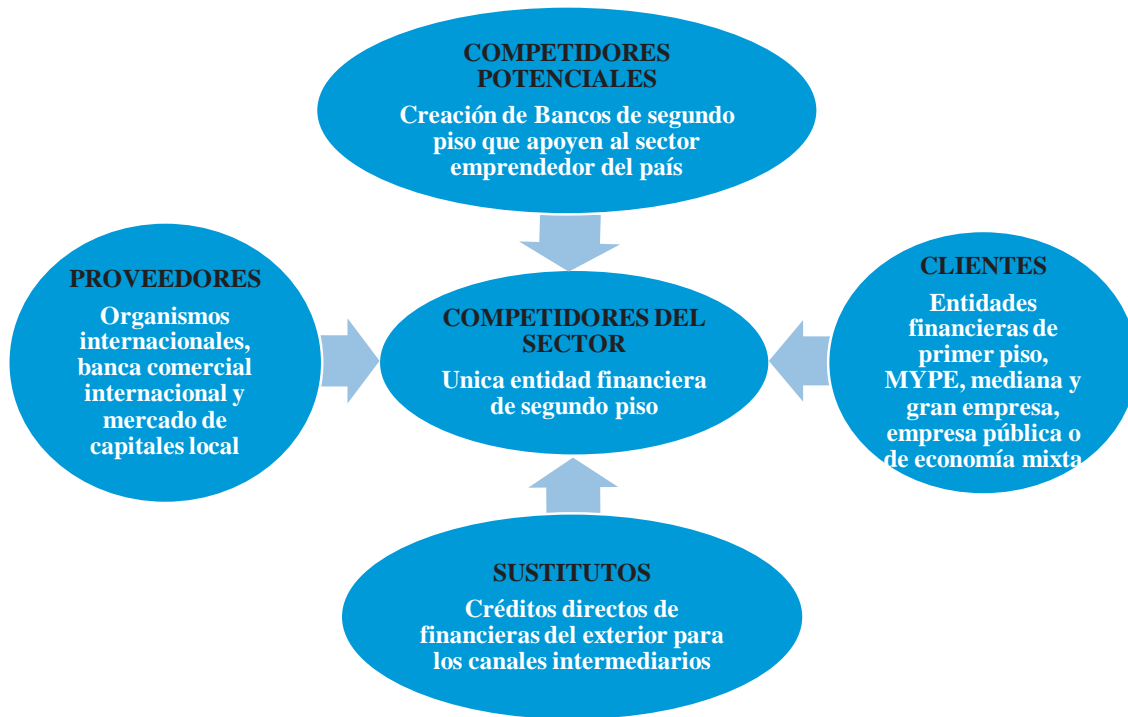 COMPETIDORES
POTENCIALES
Creación de Bancos de segundo
piso que apoyen al sector
emprendedor del país
PROVEEDORES
Organismos
internacionales,
banca comercial
internacional y
mercado de
capitales local
COMPETIDORES DEL
SECTOR
Unica entidad financiera
de segundo piso
CLIENTES
Entidades
financieras de
primer piso,
MYPE, mediana y
gran empresa,
empresa pública o
de economía mixta
SUSTITUTOS
Créditos directos de
financieras del exterior para
los canales intermediarios